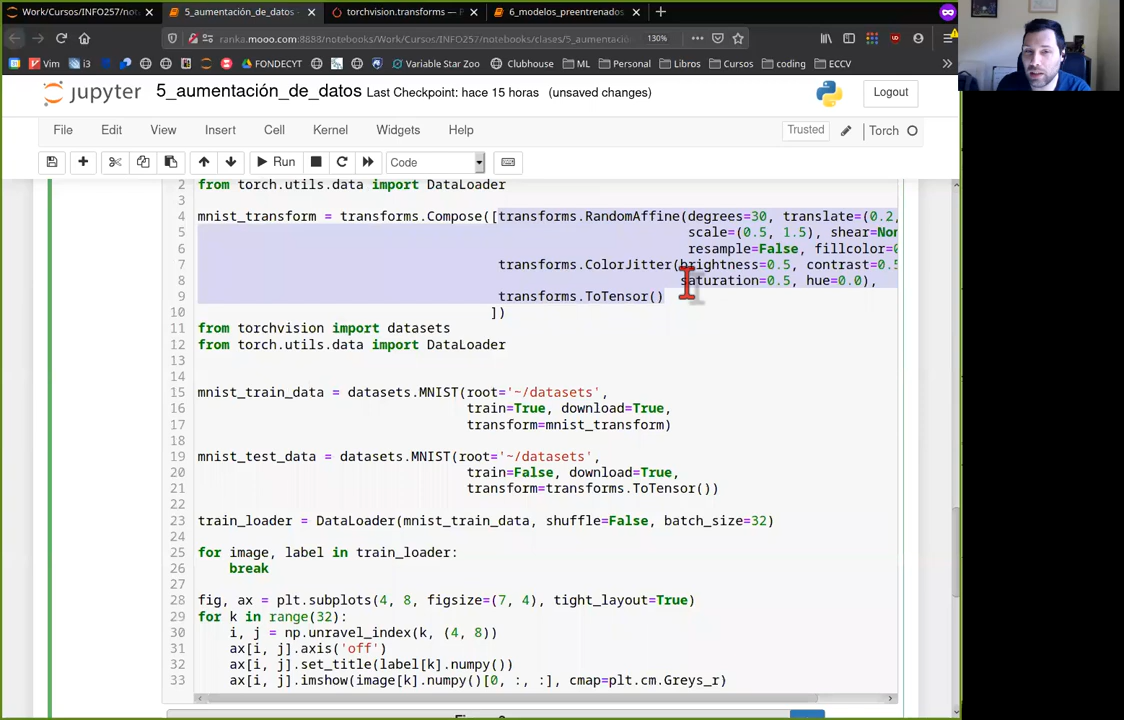 Work/Cursos/INFO257/
5_aumentación_de_datos -
torchvision.transforms — P
6_modelos_preentrenados
ranka.mooo.com:8888/notebooks/Work/Cursos/INFO257/notebooks/clases/5_aumentació
130%
Vim
i3
FONDECYT
Variable Star Zoo
Clubhouse
ML
Personal
Libros
Cursos
coding
ECCV
jupyter 5_aumentación_de_datos Last Checkpoint: hace 15 horas (unsaved changes)
Logout
File Edit View Insert Cell Kernel Widgets Help
Trusted
Torch
Run
Code
2 from torch.utils.data import DataLoader
3
4 mnist_transform = transforms.Compose([transforms.RandomAffine(degrees=30, translate=(0.2,
5 scale=(0.5, 1.5), shear=Non
6 resample=False, fillcolor=0
7 transforms.ColorJitter(brightness=0.5, contrast=0.5
8 saturation=0.5, hue=0.0),
9 transforms.ToTensor()
10 ])
11 from torchvision import datasets
12 from torch.utils.data import DataLoader
13
14
15 mnist_train_data = datasets.MNIST(root='~/datasets',
16 train=True, download=True,
17 transform=mnist_transform)
18
19 mnist_test_data = datasets.MNIST(root='~/datasets',
20 train=False, download=True,
21 transform=transforms.ToTensor())
22
23 train_loader = DataLoader(mnist_train_data, shuffle=False, batch_size=32)
24
25 for image, label in train_loader:
26 break
27
28 fig, ax = plt.subplots(4, 8, figsize=(7, 4), tight_layout=True)
29 for k in range(32):
30 i, j = np.unravel_index(k, (4, 8))
31 ax[i, j].axis('off')
32 ax[i, j].set_title(label[k].numpy())
33 ax[i, j].imshow(image[k].numpy()[0, :, :], cmap=plt.cm.Greys_r)